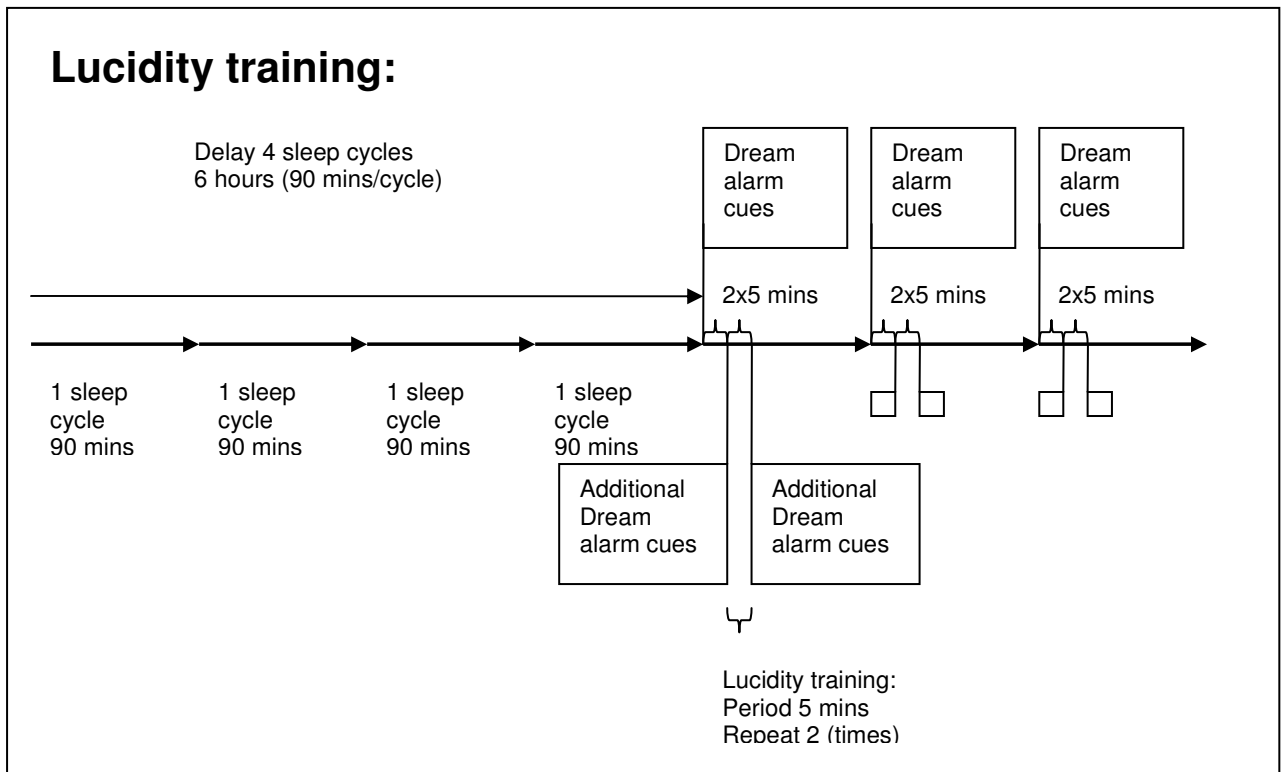 Lucidity training:
Delay 4 sleep cycles
6 hours (90 mins/cycle)
Dream
alarm
cues
Dream
alarm
cues
Dream
alarm
cues
2x5 mins
2x5 mins
2x5 mins
1 sleep
cycle
90 mins
1 sleep
cycle
90 mins
1 sleep
cycle
90 mins
1 sleep
cycle
90 mins
Additional
Dream
alarm cues
Additional
Dream
alarm cues
Lucidity training:
Period 5 mins
Repeat 2 (times)